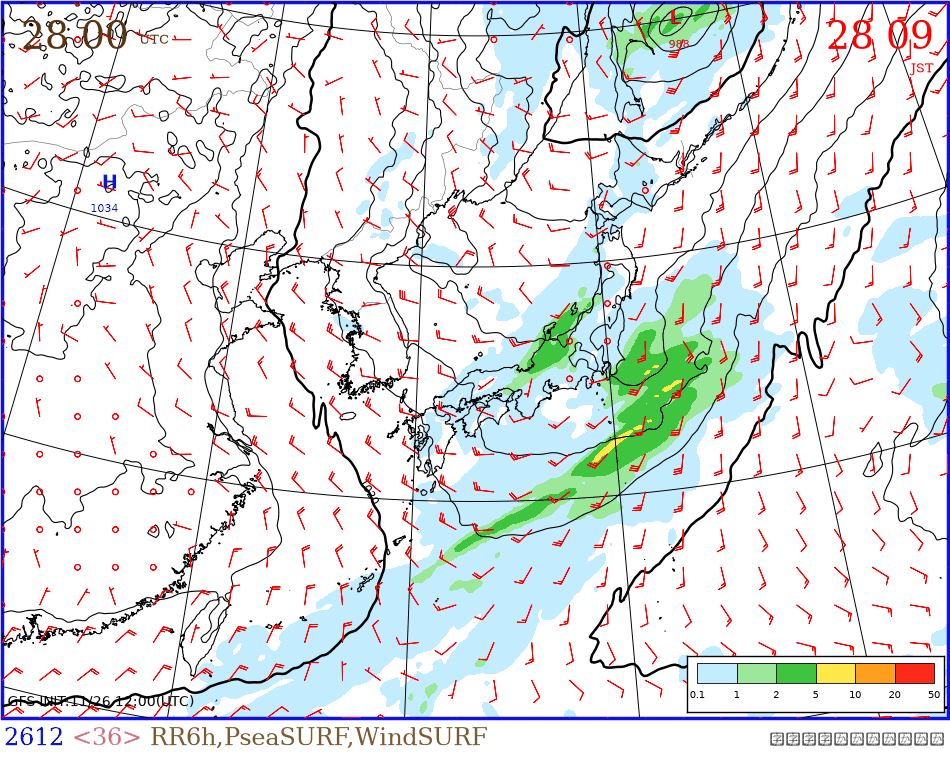 28 00 UTC
28 09
JST
L
988
H
1034
GFS INIT:11/26 12:00(UTC)
0.1 1 2 5 10 20 50
2612 <36> RR6h,PseaSURF,WindSURF